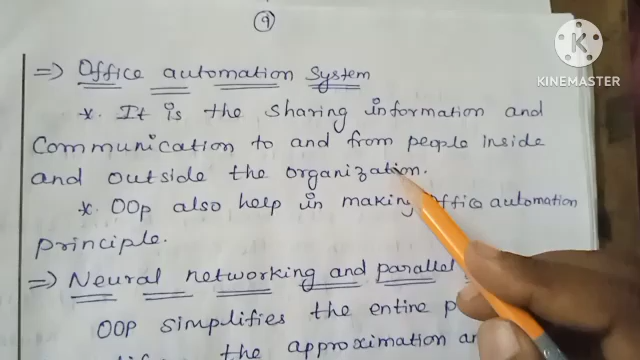 9
K
KINEMASTER
=> Office automation System
*. It is the sharing information and
Communication to and from people inside
and outside the organization.
*. OOp also help in making office automation
principle.
=> Neural networking and parallel
OOP simplifies the entire
the approximation